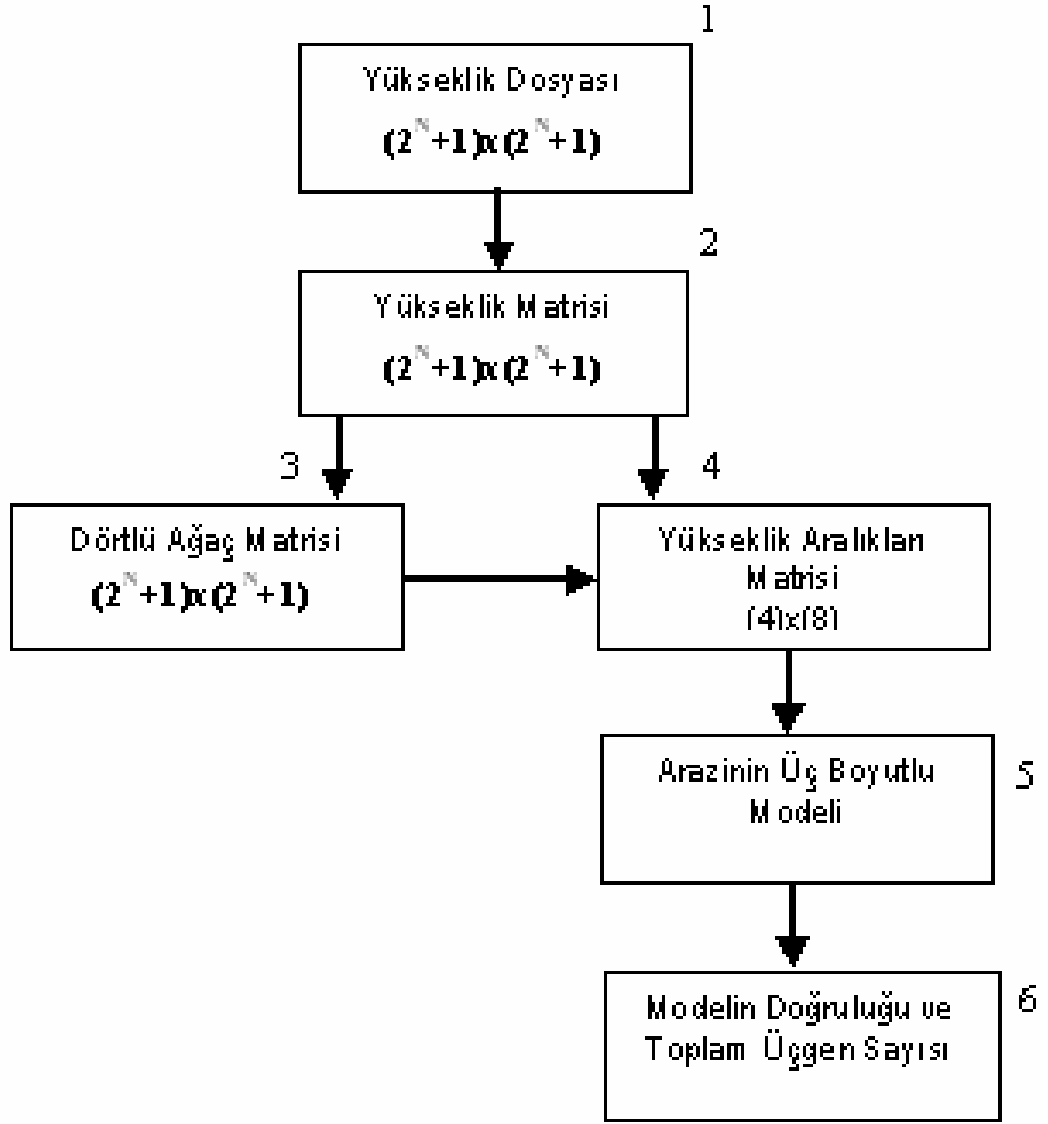 1
Yükseklik Dosyası
(2^N+1)x(2^N+1)
2
Yükseklik Matrisi
(2^N+1)x(2^N+1)
3
4
Dörtlü Ağaç Matrisi
(2^N+1)x(2^N+1)
Yükseklik Aralıkları
Matrisi
(4)x(8)
Arazinin Üç Boyutlu
Modeli
5
Modelin Doğruluğu ve
Toplam Üçgen Sayısı
6